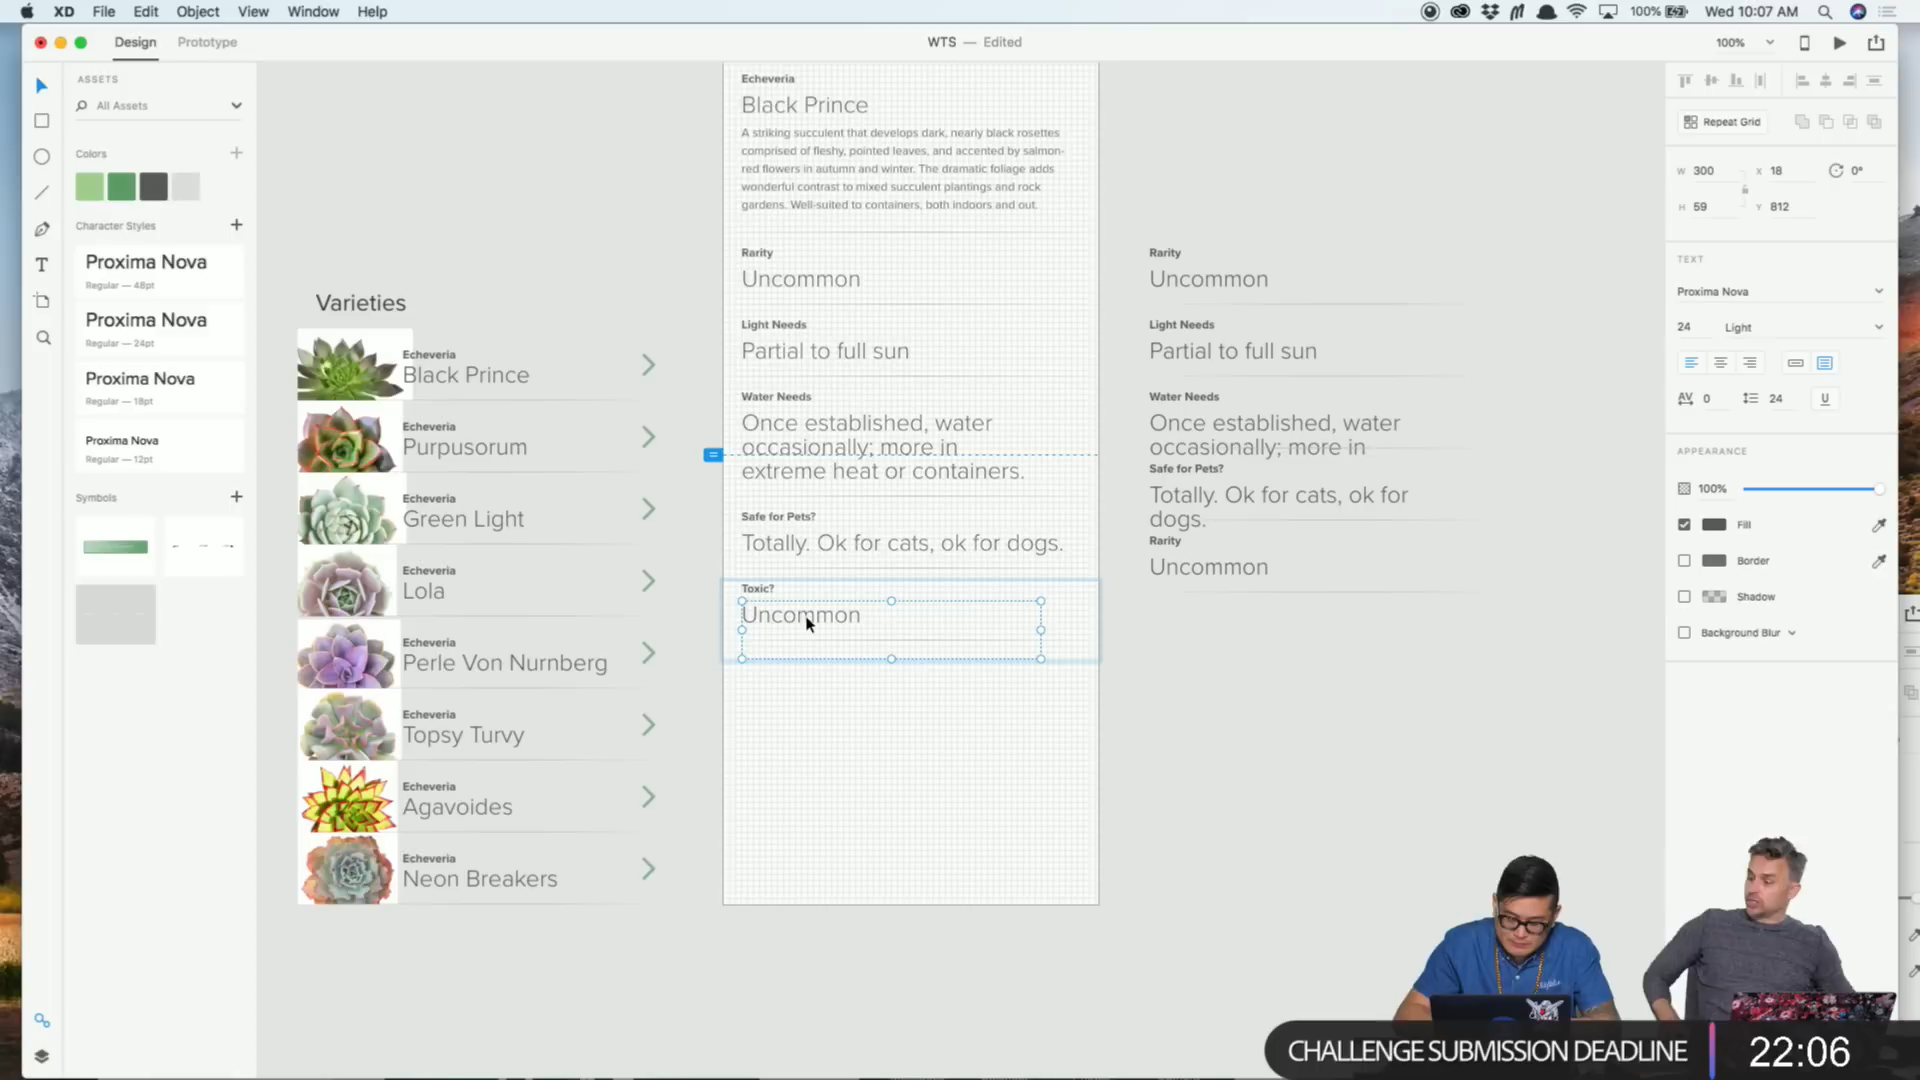 XD File Edit Object View Window Help
100% Wed 10:07 AM
Design Prototype
WTS — Edited
100%
ASSETS
All Assets
Colors
Character Styles
Proxima Nova
Regular — 48pt
Proxima Nova
Regular — 24pt
Proxima Nova
Regular — 18pt
Proxima Nova
Regular — 12pt
Symbols
Varieties
Echeveria
Black Prince
Echeveria
Purpusorum
Echeveria
Green Light
Echeveria
Lola
Echeveria
Perle Von Nurnberg
Echeveria
Topsy Turvy
Echeveria
Agavoides
Echeveria
Neon Breakers
Echeveria
Black Prince
A striking succulent that develops dark, nearly black rosettes
comprised of fleshy, pointed leaves, and accented by salmon-
red flowers in autumn and winter. The dramatic foliage adds
wonderful contrast to mixed succulent plantings and rock
gardens. Well-suited to containers, both indoors and out.
Rarity
Uncommon
Light Needs
Partial to full sun
Water Needs
Once established, water
occasionally; more in
extreme heat or containers.
Safe for Pets?
Totally. Ok for cats, ok for dogs.
Toxic?
Uncommon
Rarity
Uncommon
Light Needs
Partial to full sun
Water Needs
Once established, water
occasionally; more in
Safe for Pets?
Totally. Ok for cats, ok for
dogs.
Rarity
Uncommon
Repeat Grid
W 300 X 18 0°
H 59 Y 812
TEXT
Proxima Nova
24 Light
AV 0 24 U
APPEARANCE
100%
Fill
Border
Shadow
Background Blur
CHALLENGE SUBMISSION DEADLINE 22:06